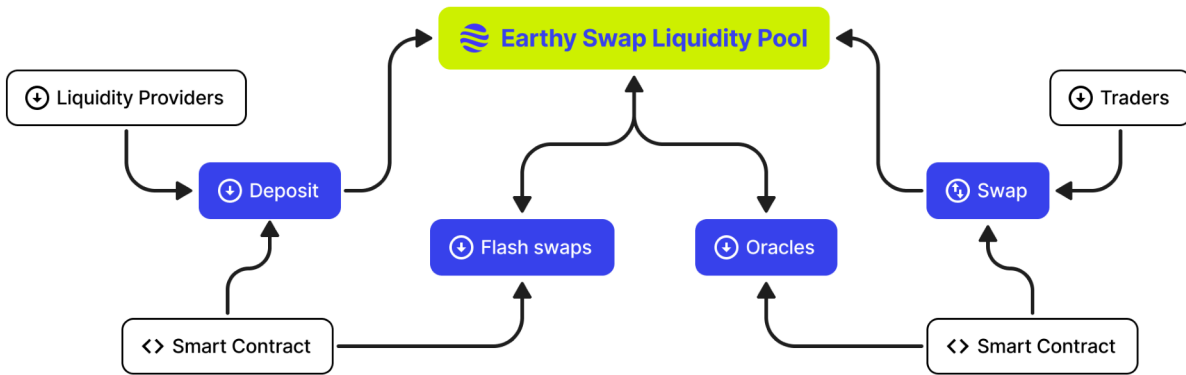 Earthy Swap Liquidity Pool
Liquidity Providers
Traders
Deposit
Swap
Flash swaps
Oracles
Smart Contract
Smart Contract